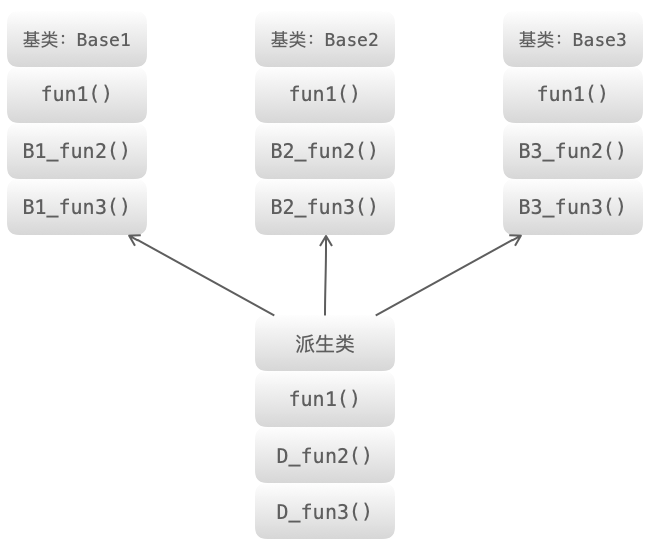 基类：Base1
fun1()
B1_fun2()
B1_fun3()
基类：Base2
fun1()
B2_fun2()
B2_fun3()
基类：Base3
fun1()
B3_fun2()
B3_fun3()
派生类
fun1()
D_fun2()
D_fun3()